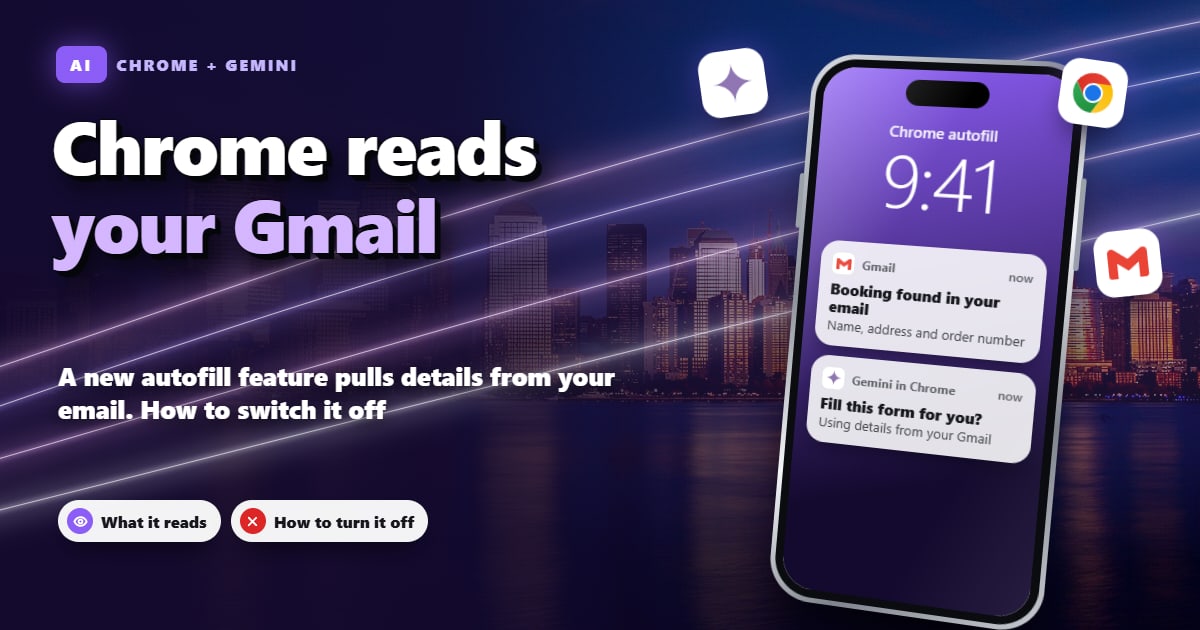 AI CHROME + GEMINI
Chrome reads
your Gmail
A new autofill feature pulls details from your
email. How to switch it off
What it reads
How to turn it off
Chrome autofill
9:41
Gmail
now
Booking found in your
email
Name, address and order number
Gemini in Chrome
now
Fill this form for you?
Using details from your Gmail